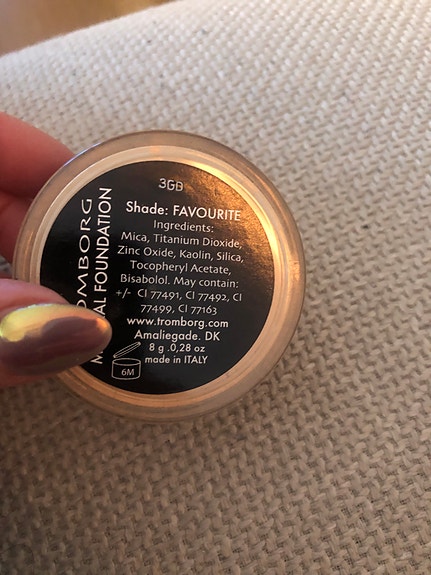 3GB
Shade: FAVOURITE
Ingredients:
Mica, Titanium Dioxide,
Zinc Oxide, Kaolin, Silica,
Tocopheryl Acetate,
Bisabolol. May contain:
+/- CI 77491, CI 77492, CI
77499, CI 77163
www.tromborg.com
Amaliegade. DK
8 g .0,28 oz
made in ITALY
6M
OMBORG
AL FOUNDATION